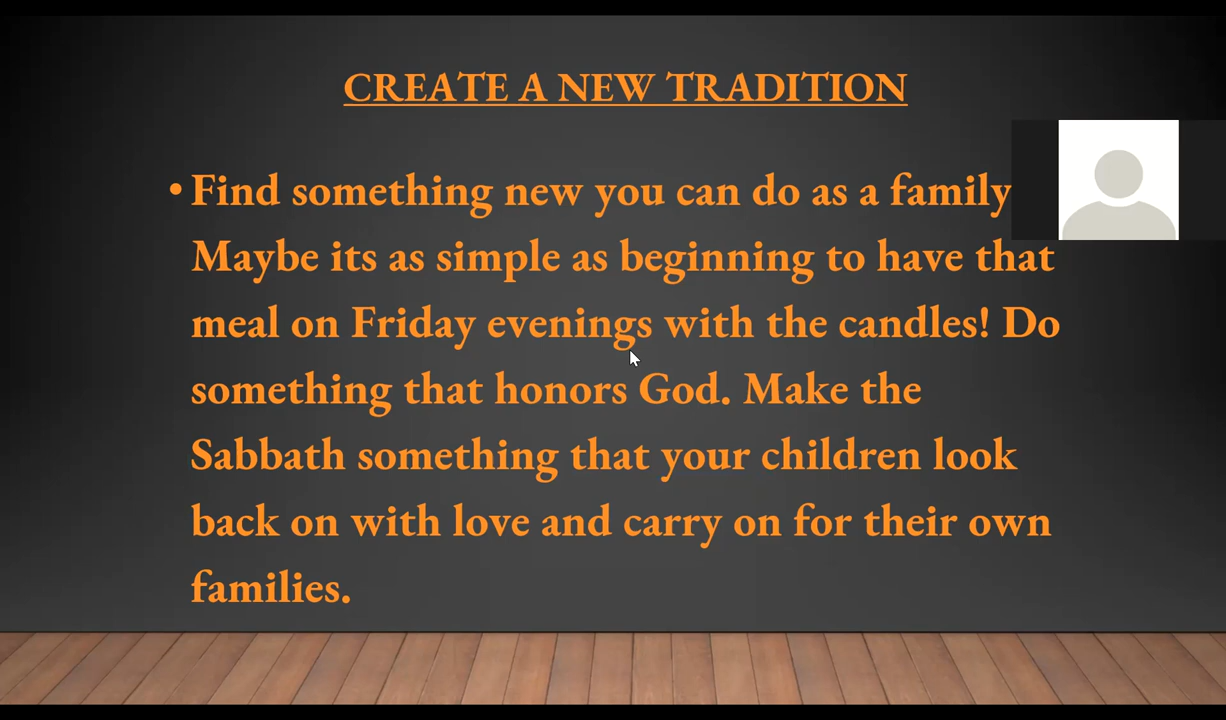 CREATE A NEW TRADITION
• Find something new you can do as a family
Maybe its as simple as beginning to have that
meal on Friday evenings with the candles! Do
something that honors God. Make the
Sabbath something that your children look
back on with love and carry on for their own
families.